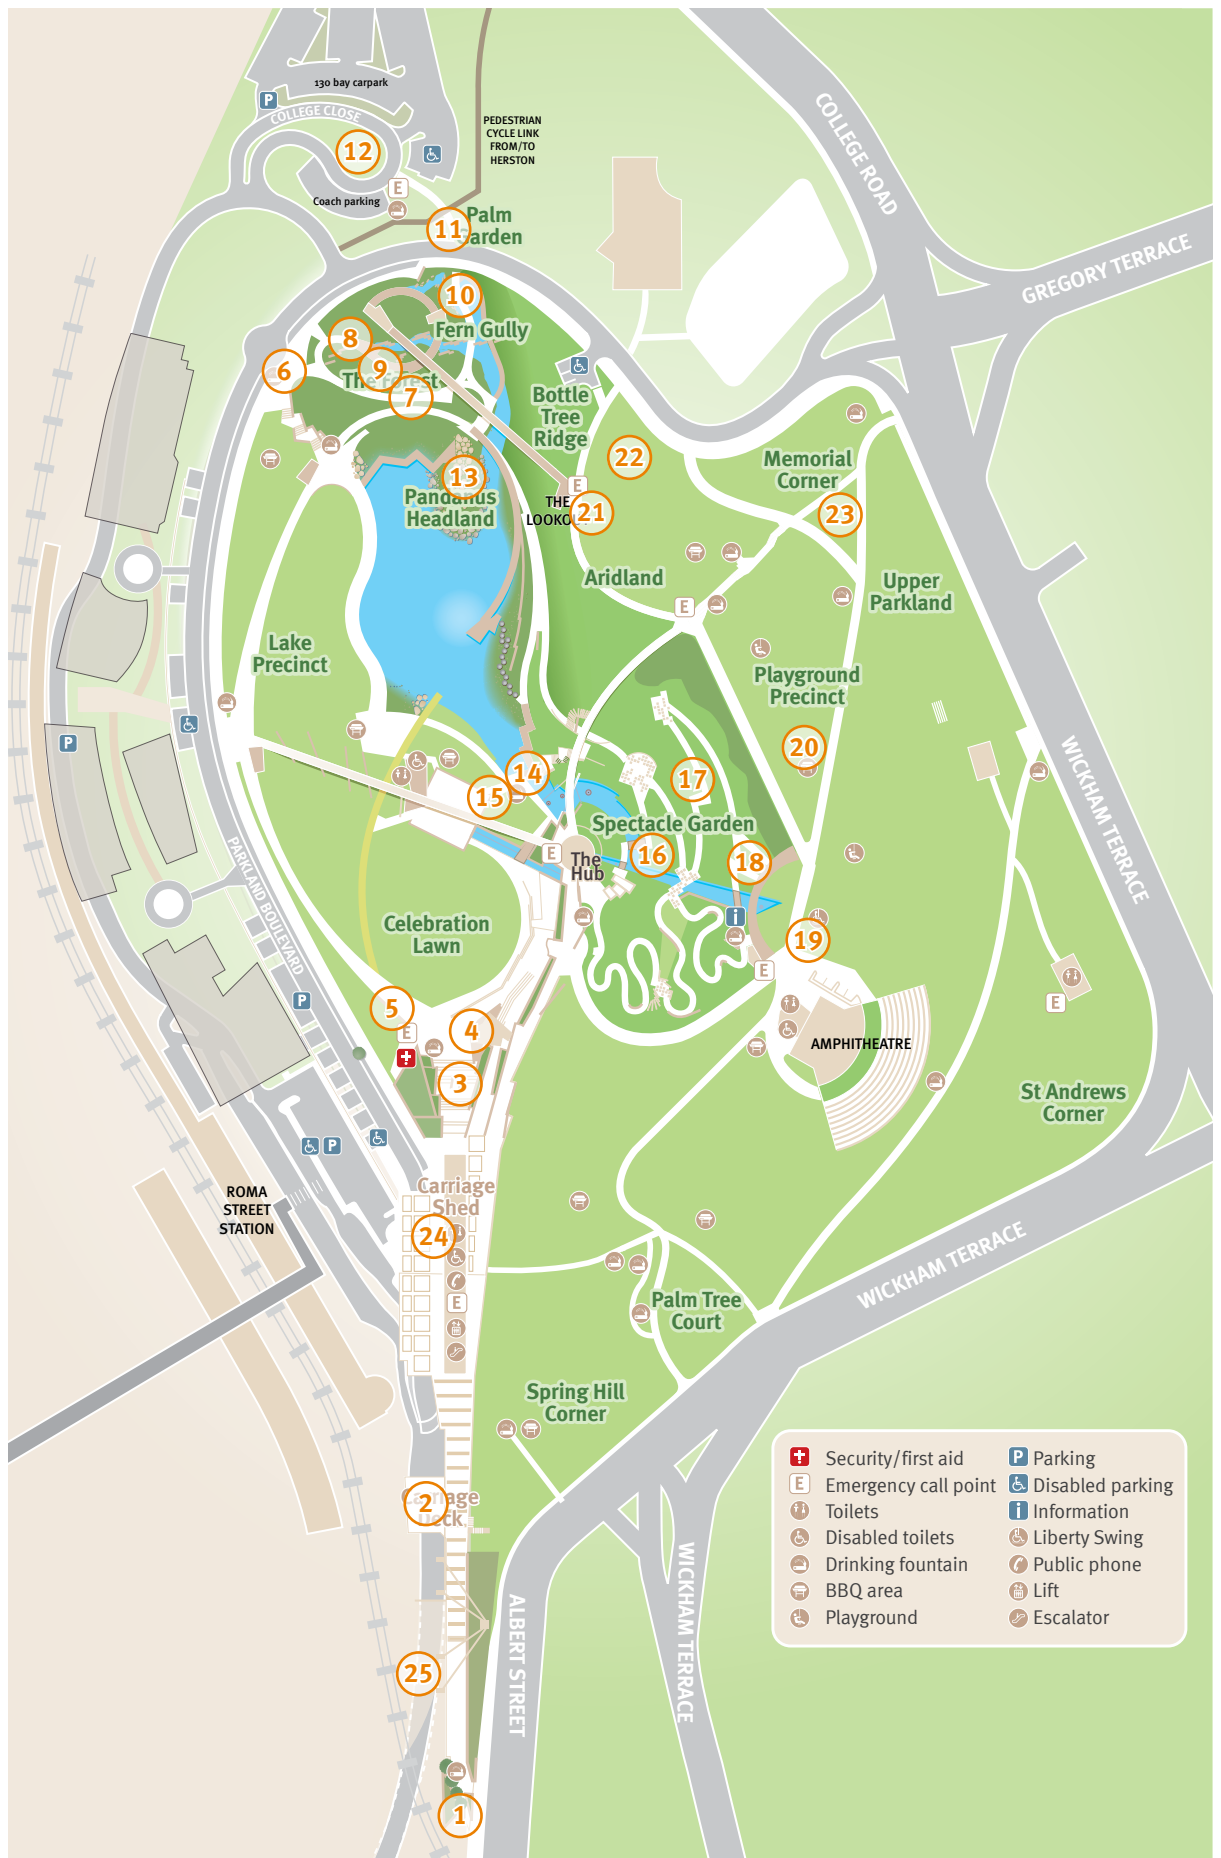 130 bay carpark
P
COLLEGE CLOSE
12
E
Coach parking
PEDESTRIAN
CYCLE LINK
FROM/TO
HERSTON
COLLEGE ROAD
GREGORY TERRACE
11
Palm
Garden
10
Fern Gully
8
9
The Forest
7
6
Bottle
Tree
Ridge
22
Memorial
Corner
23
13
Pandanus
Headland
E
THE
21
Aridland
E
Upper
Parkland
Lake
Precinct
Playground
Precinct
20
P
14
15
17
Spectacle Garden
16
18
E
The
Hub
WICKHAM TERRACE
PARKLAND BOULEVARD
Celebration
Lawn
i
19
E
P
5
E
4
3
E
AMPHITHEATRE
St Andrews
Corner
P
ROMA
STREET
STATION
Carriage
Shed
24
E
WICKHAM TERRACE
Palm Tree
Court
Spring Hill
Corner
2
Carriage
Deck
ALBERT STREET
WICKHAM TERRACE
25
1
Security/first aid
E
Emergency call point
Toilets
Disabled toilets
Drinking fountain
BBQ area
Playground
P
Parking
Disabled parking
i
Information
Liberty Swing
Public phone
Lift
Escalator